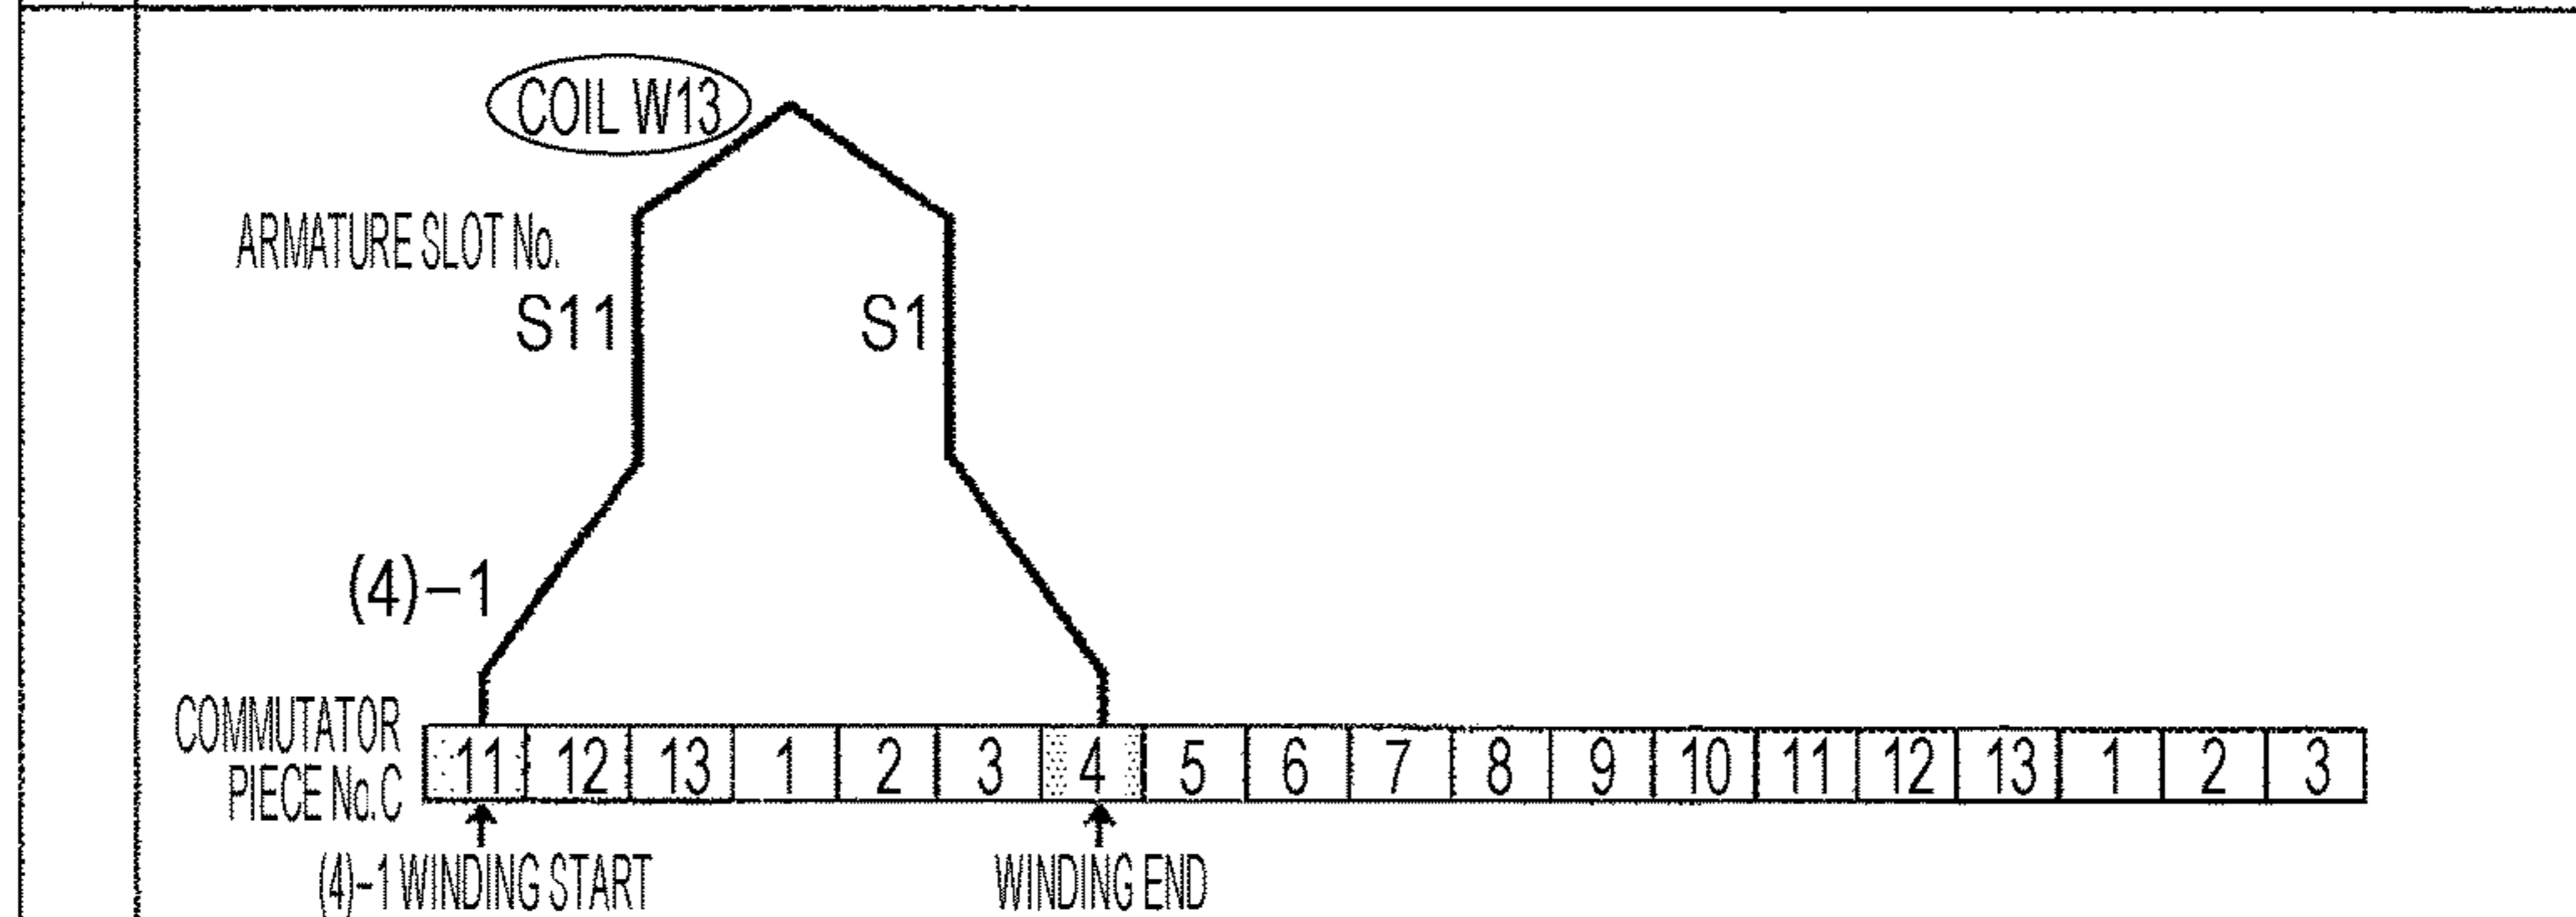 COIL W13
ARMATURE SLOT No.
S11 S1
(4)-1
COMMUTATOR
PIECE No.C
11 12 13 1 2 3 4 5 6 7 8 9 10 11 12 13 1 2 3
(4)-1 WINDING START WINDING END